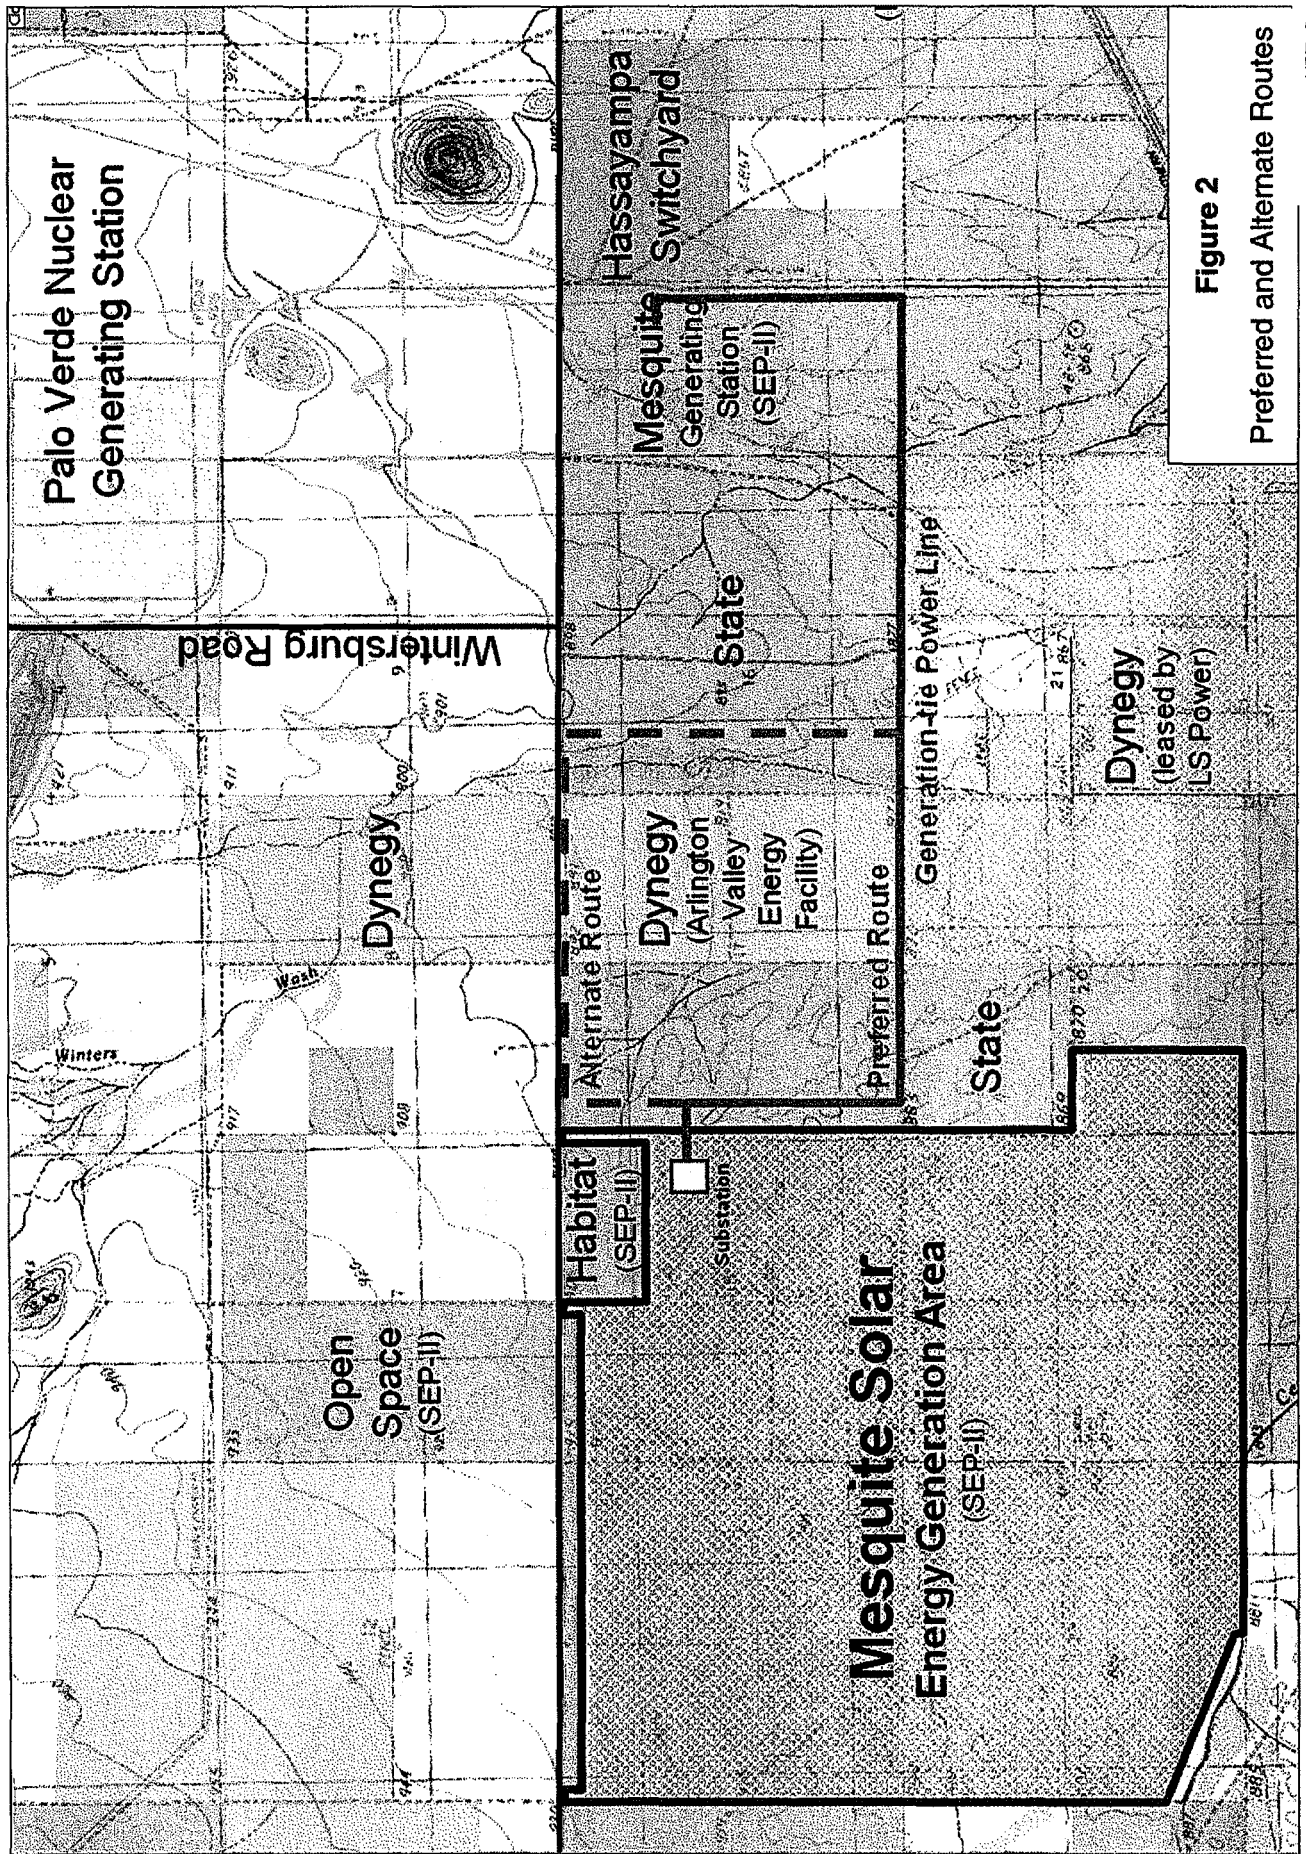 Palo Verde Nuclear
Generating Station
Wintersburg Road
Winters
Wash
Dynegy
Open
Space
(SEP-II)
Habitat
(SEP-II)
Substation
Alternate Route
Dynegy
(Arlington
Valley
Energy
Facility)
Preferred Route
State
Mesquite
Generating
Station
(SEP-II)
Hassayampa
Switchyard
Generation-tie Power Line
State
Dynegy
(leased by
LS Power)
Mesquite Solar
Energy Generation Area
(SEP-II)
Figure 2
Preferred and Alternate Routes